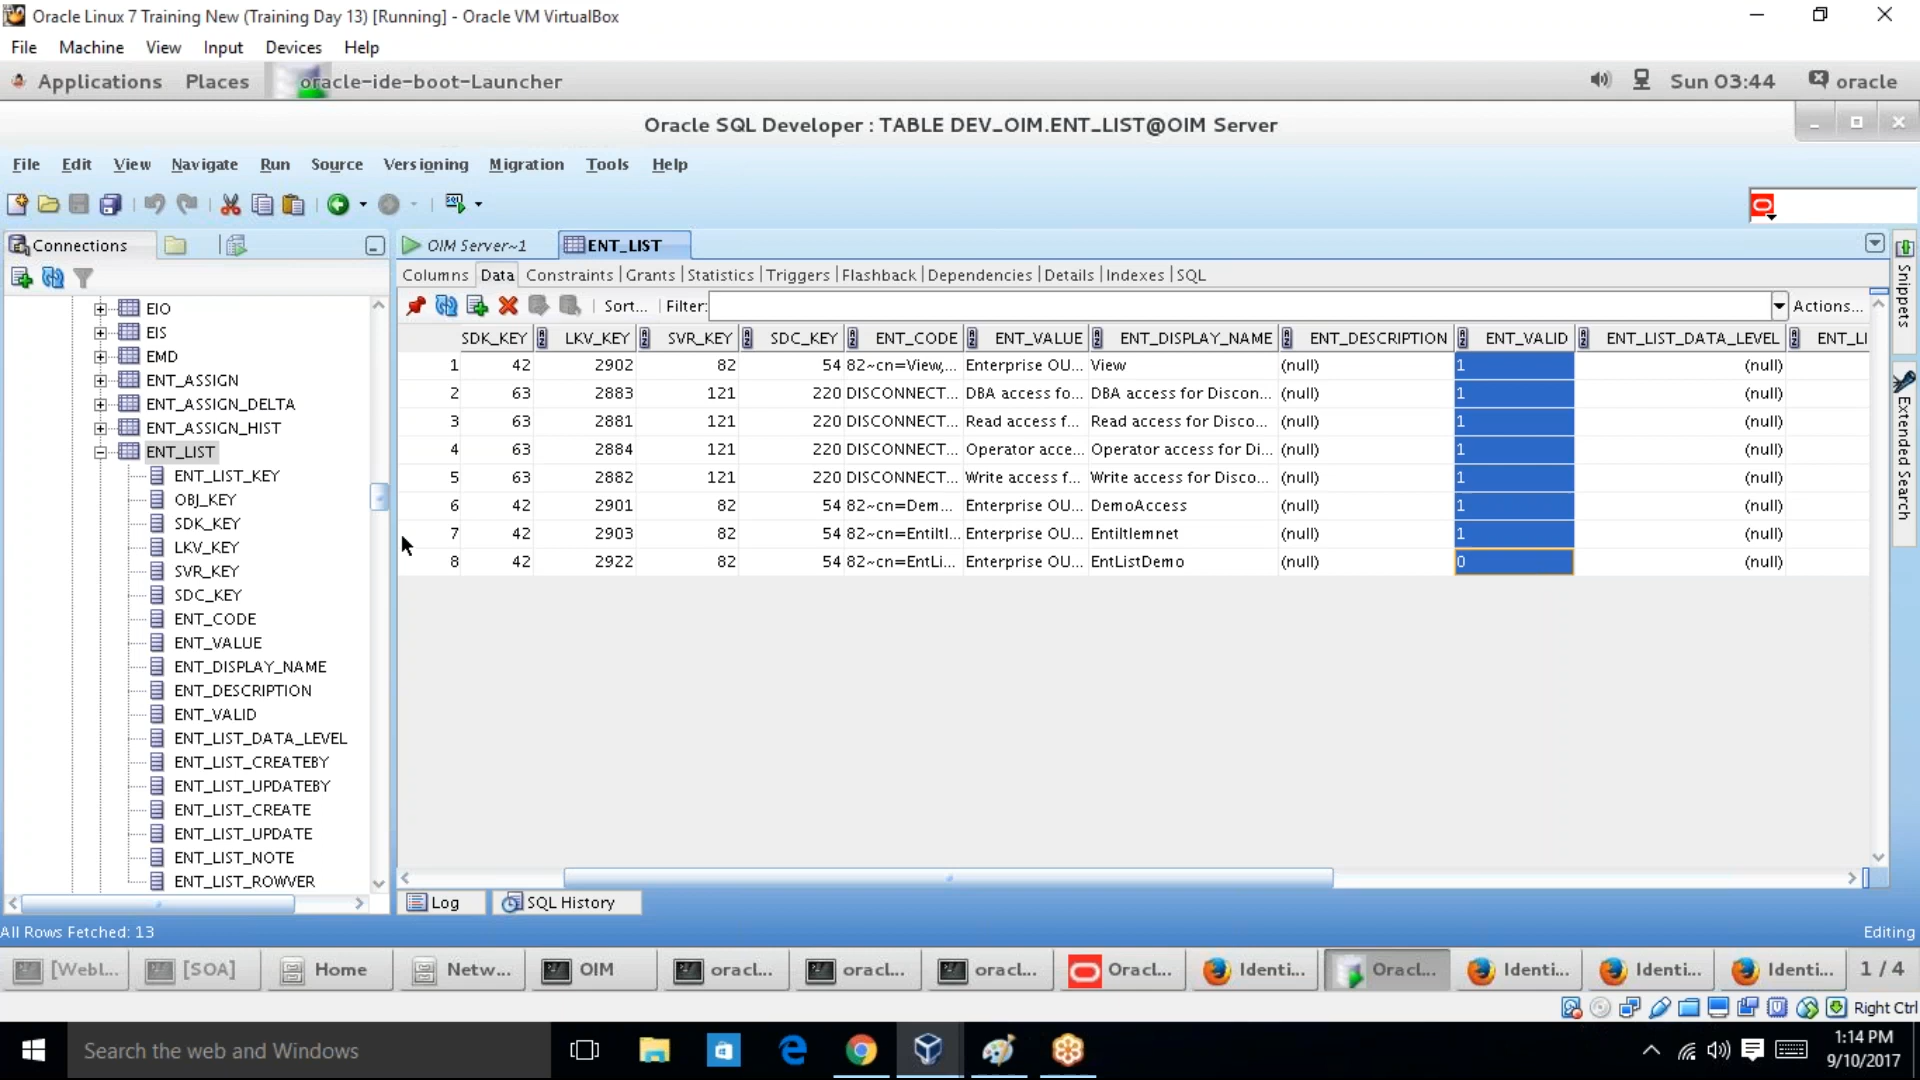 Oracle Linux 7 Training New (Training Day 13) [Running] - Oracle VM VirtualBox
File Machine View Input Devices Help
Applications Places oracle-ide-boot-Launcher Sun 03:44 oracle
Oracle SQL Developer : TABLE DEV_OIM.ENT_LIST@OIM Server
File Edit View Navigate Run Source Versioning Migration Tools Help
Connections OIM Server~1 ENT_LIST
Columns Data Constraints Grants Statistics Triggers Flashback Dependencies Details Indexes SQL
Sort... Filter: Actions...
SDK_KEY LKV_KEY SVR_KEY SDC_KEY ENT_CODE ENT_VALUE ENT_DISPLAY_NAME ENT_DESCRIPTION ENT_VALID ENT_LIST_DATA_LEVEL ENT_LI
1 42 2902 82 54 82~cn=View,... Enterprise OU... View (null) 1 (null)
2 63 2883 121 220 DISCONNECT... DBA access fo... DBA access for Discon... (null) 1 (null)
3 63 2881 121 220 DISCONNECT... Read access f... Read access for Disco... (null) 1 (null)
4 63 2884 121 220 DISCONNECT... Operator acce... Operator access for Di... (null) 1 (null)
5 63 2882 121 220 DISCONNECT... Write access f... Write access for Disco... (null) 1 (null)
6 42 2901 82 54 82~cn=Dem... Enterprise OU... DemoAccess (null) 1 (null)
7 42 2903 82 54 82~cn=Entiltl... Enterprise OU... Entiltlemnet (null) 1 (null)
8 42 2922 82 54 82~cn=EntLi... Enterprise OU... EntListDemo (null) 0 (null)
EIO
EIS
EMD
ENT_ASSIGN
ENT_ASSIGN_DELTA
ENT_ASSIGN_HIST
ENT_LIST
ENT_LIST_KEY
OBJ_KEY
SDK_KEY
LKV_KEY
SVR_KEY
SDC_KEY
ENT_CODE
ENT_VALUE
ENT_DISPLAY_NAME
ENT_DESCRIPTION
ENT_VALID
ENT_LIST_DATA_LEVEL
ENT_LIST_CREATEBY
ENT_LIST_UPDATEBY
ENT_LIST_CREATE
ENT_LIST_UPDATE
ENT_LIST_NOTE
ENT_LIST_ROWVER
Snippets
Extended Search
Log SQL History
All Rows Fetched: 13 Editing
[WebL... [SOA] Home Netw... OIM oracl... oracl... oracl... Oracl... Identi... Oracl... Identi... Identi... Identi... 1 / 4
Right Ctrl
Search the web and Windows
1:14 PM
9/10/2017